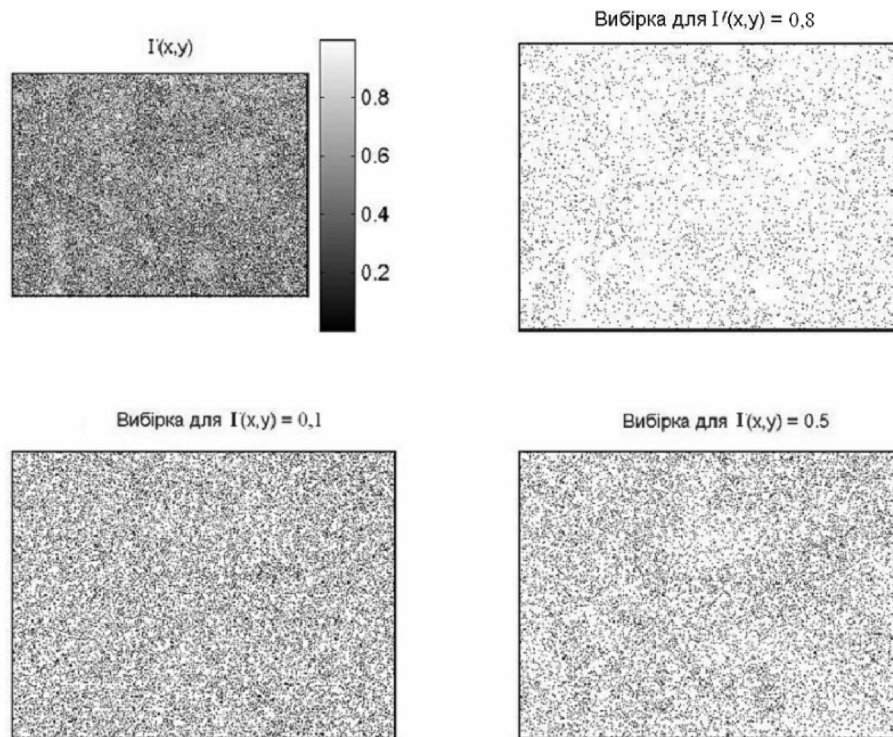 I'(x,y)
0.8
0.6
0.4
0.2
Вибірка для I'(x,y) = 0,8
Вибірка для I(x,y) = 0,1
Вибірка для I(x,y) = 0.5